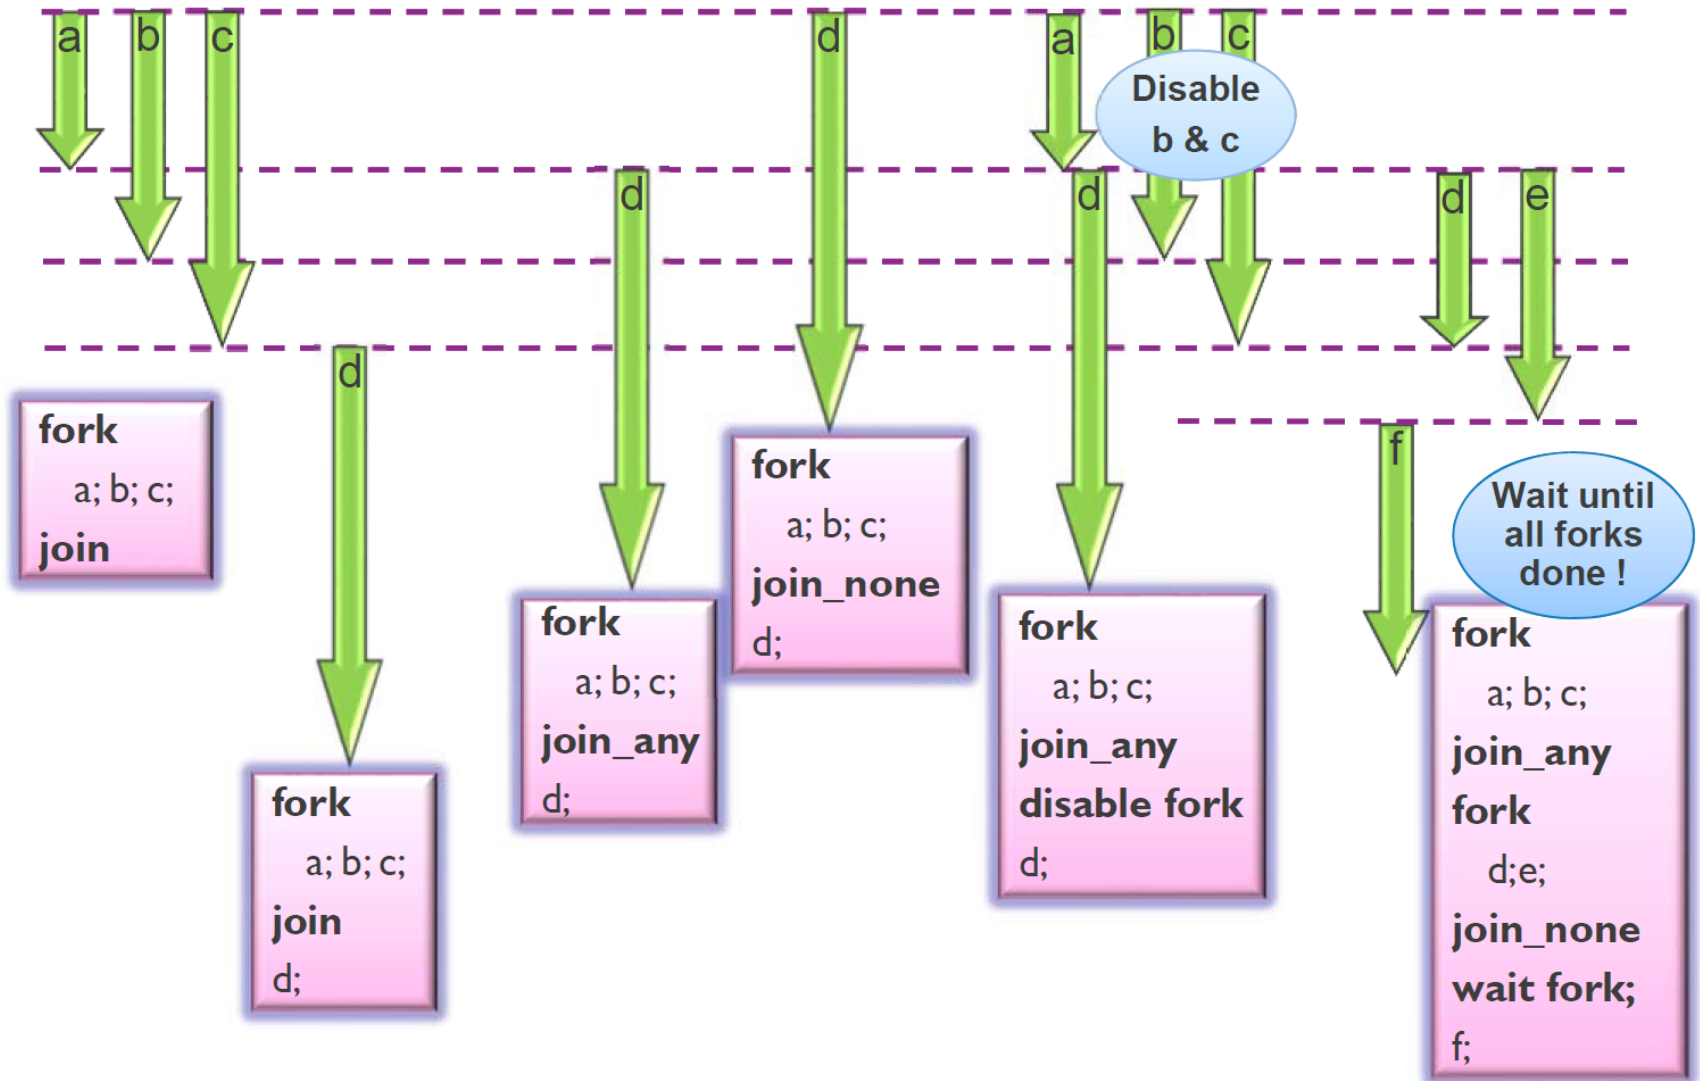 a
b
c
d
a
b
c
Disable
b & c
d
d
d
e
d
f
fork
a; b; c;
join
fork
a; b; c;
join
d;
fork
a; b; c;
join_any
d;
fork
a; b; c;
join_none
d;
fork
a; b; c;
join_any
disable fork
d;
Wait until
all forks
done !
fork
a; b; c;
join_any
fork
d;e;
join_none
wait fork;
f;